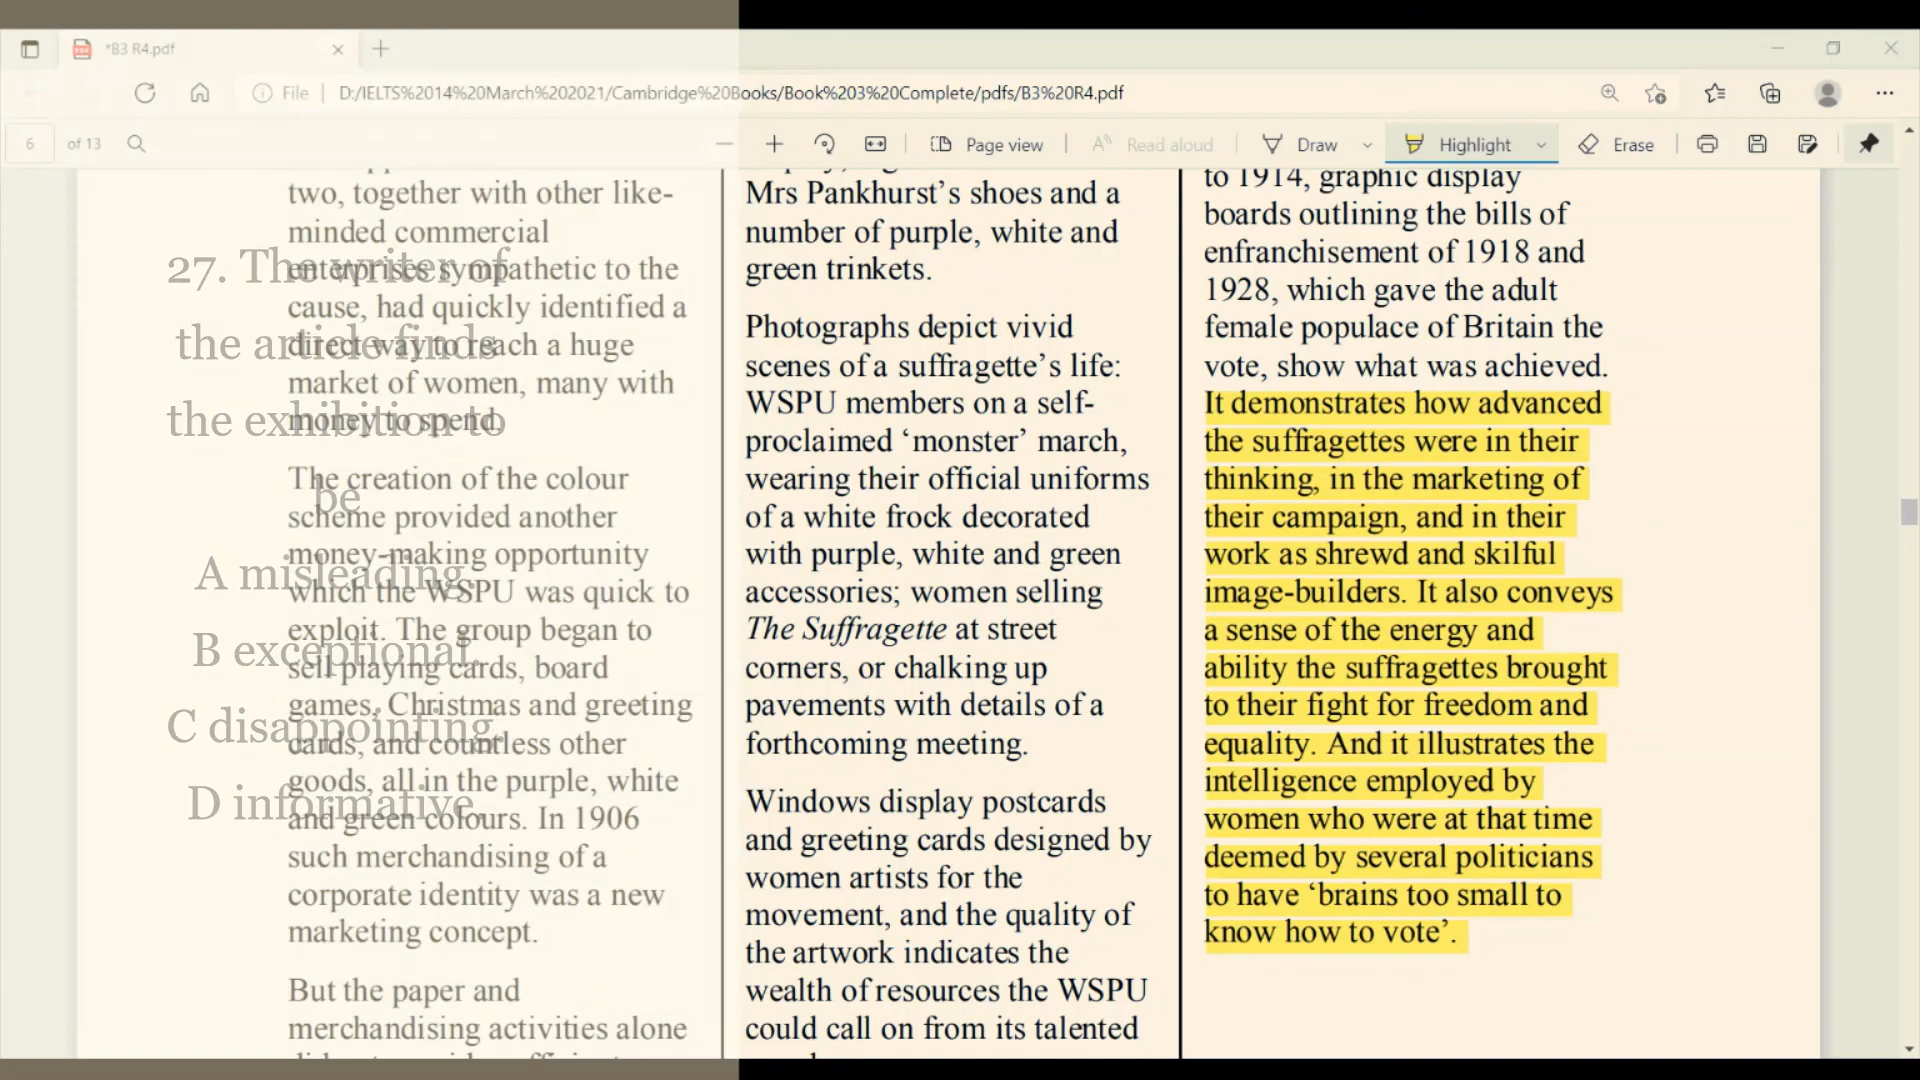 *B3 R4.pdf
File
D:/IELTS%2014%20March%202021/Cambridge%20Books/Book%203%20Complete/pdfs/B3%20R4.pdf
6 of 13
Page view
Read aloud
Draw
Highlight
Erase
27. The writer of
the article finds
the exhibition to
be
A misleading.
B exceptional.
C disappointing.
D informative.
two, together with other like-
minded commercial
enterprises sympathetic to the
cause, had quickly identified a
direct way to reach a huge
market of women, many with
money to spend.
The creation of the colour
scheme provided another
money-making opportunity
which the WSPU was quick to
exploit. The group began to
sell playing cards, board
games, Christmas and greeting
cards, and countless other
goods, all in the purple, white
and green colours. In 1906
such merchandising of a
corporate identity was a new
marketing concept.
But the paper and
merchandising activities alone
Mrs Pankhurst's shoes and a
number of purple, white and
green trinkets.
Photographs depict vivid
scenes of a suffragette's life:
WSPU members on a self-
proclaimed 'monster' march,
wearing their official uniforms
of a white frock decorated
with purple, white and green
accessories; women selling
The Suffragette at street
corners, or chalking up
pavements with details of a
forthcoming meeting.
Windows display postcards
and greeting cards designed by
women artists for the
movement, and the quality of
the artwork indicates the
wealth of resources the WSPU
could call on from its talented
to 1914, graphic display
boards outlining the bills of
enfranchisement of 1918 and
1928, which gave the adult
female populace of Britain the
vote, show what was achieved.
It demonstrates how advanced
the suffragettes were in their
thinking, in the marketing of
their campaign, and in their
work as shrewd and skilful
image-builders. It also conveys
a sense of the energy and
ability the suffragettes brought
to their fight for freedom and
equality. And it illustrates the
intelligence employed by
women who were at that time
deemed by several politicians
to have 'brains too small to
know how to vote'.